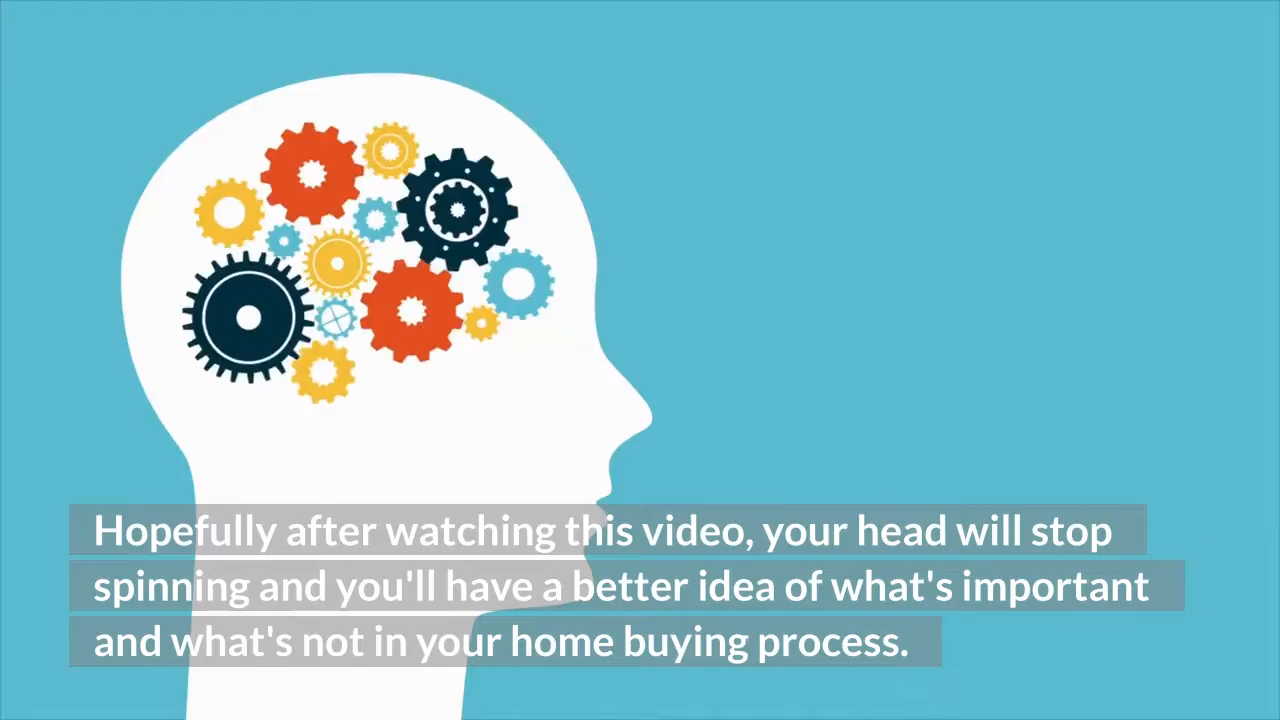 Hopefully after watching this video, your head will stop
spinning and you'll have a better idea of what's important
and what's not in your home buying process.